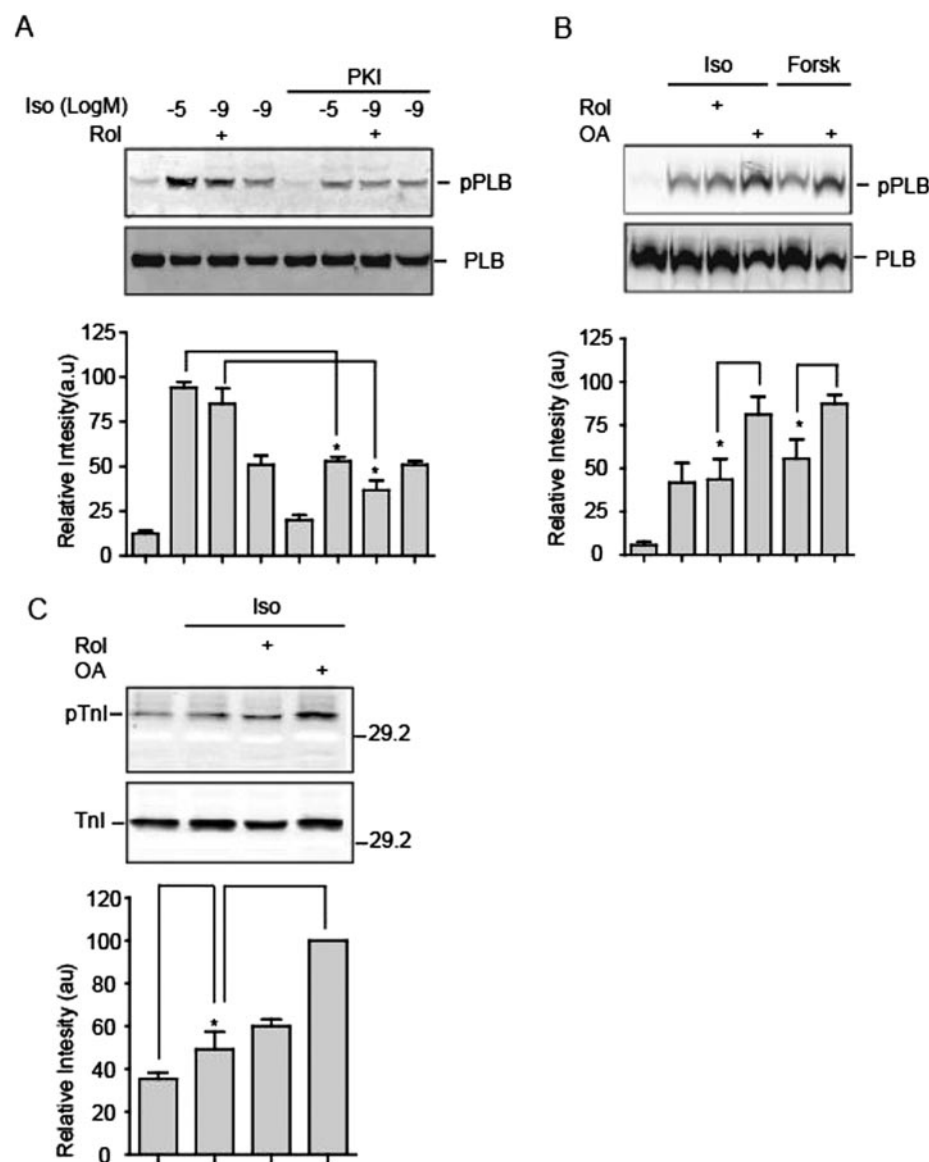 A
PKI
Iso (LogM) -5 -9 -9 -5 -9 -9
Rol + +
pPLB
PLB
Relative Intesity(a.u)
125
100
75
50
25
0
* *
B
Iso Forsk
Rol +
OA + +
pPLB
PLB
Relative Intesity (au)
125
100
75
50
25
0
* *
C
Iso
Rol +
OA +
pTnI
29.2
TnI
29.2
Relative Intesity (au)
120
100
80
60
40
20
0
*